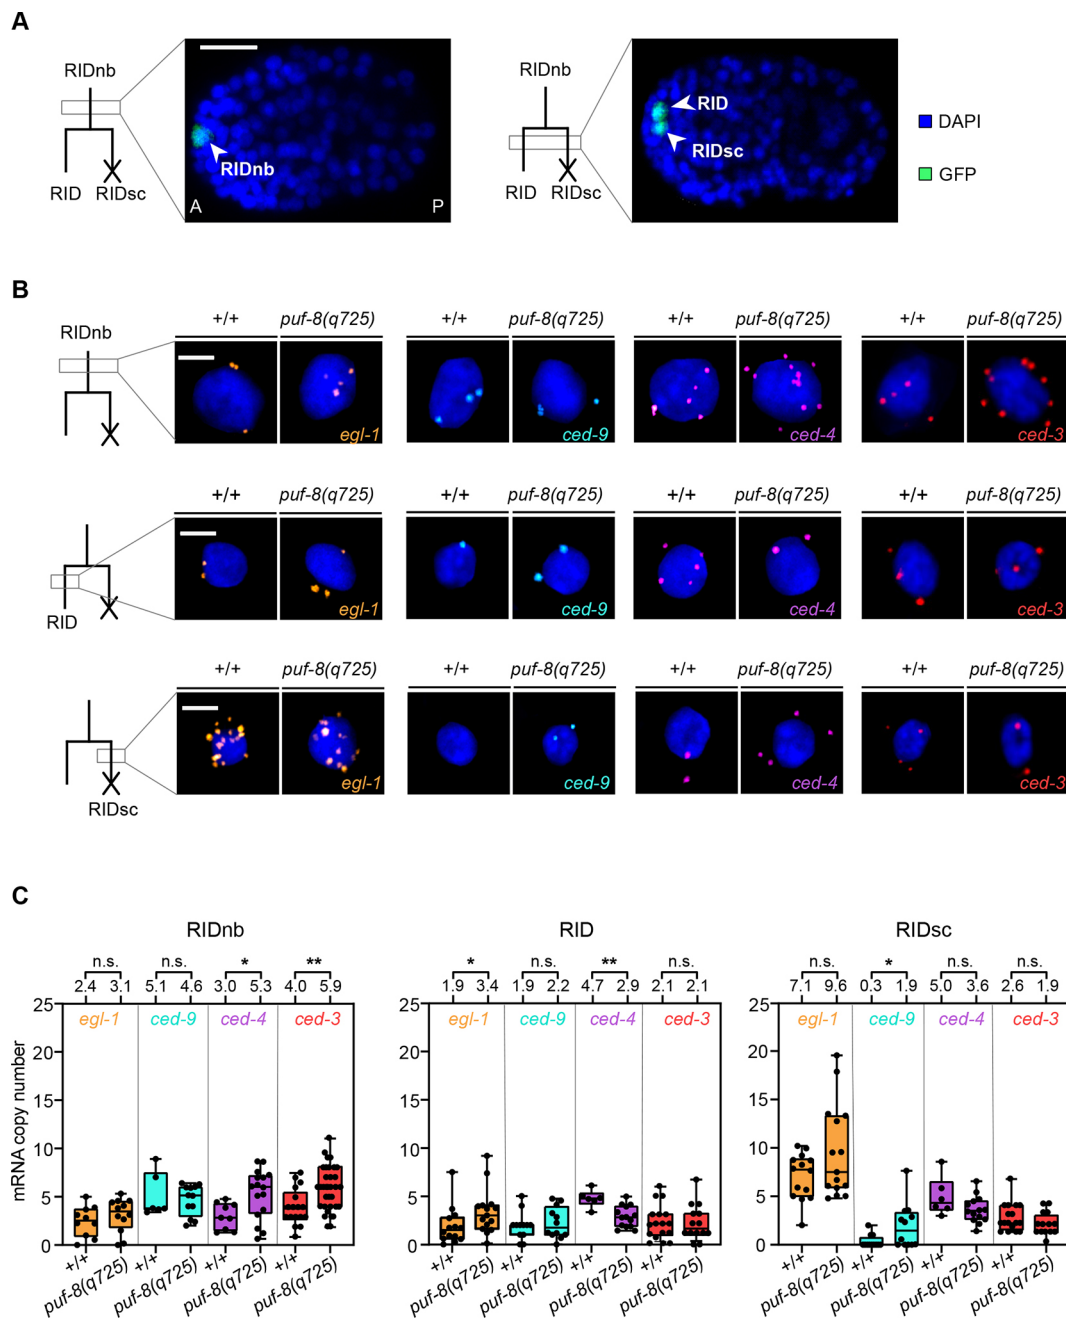 A
RIDnb
RID RIDsc
RIDnb
A P
RIDnb
RID RIDsc
RID
RIDsc
DAPI
GFP
B
RIDnb
+/+ puf-8(q725) +/+ puf-8(q725) +/+ puf-8(q725) +/+ puf-8(q725)
egl-1 ced-9 ced-4 ced-3
+/+ puf-8(q725) +/+ puf-8(q725) +/+ puf-8(q725) +/+ puf-8(q725)
egl-1 ced-9 ced-4 ced-3
RID
+/+ puf-8(q725) +/+ puf-8(q725) +/+ puf-8(q725) +/+ puf-8(q725)
egl-1 ced-9 ced-4 ced-3
RIDsc
C
RIDnb
n.s. n.s. * **
2.4 3.1 5.1 4.6 3.0 5.3 4.0 5.9
egl-1 ced-9 ced-4 ced-3
mRNA copy number
25
20
15
10
5
0
+/+ puf-8(q725) +/+ puf-8(q725) +/+ puf-8(q725) +/+ puf-8(q725)
RID
* n.s. ** n.s.
1.9 3.4 1.9 2.2 4.7 2.9 2.1 2.1
egl-1 ced-9 ced-4 ced-3
25
20
15
10
5
0
+/+ puf-8(q725) +/+ puf-8(q725) +/+ puf-8(q725) +/+ puf-8(q725)
RIDsc
n.s. * n.s. n.s.
7.1 9.6 0.3 1.9 5.0 3.6 2.6 1.9
egl-1 ced-9 ced-4 ced-3
25
20
15
10
5
0
+/+ puf-8(q725) +/+ puf-8(q725) +/+ puf-8(q725) +/+ puf-8(q725)